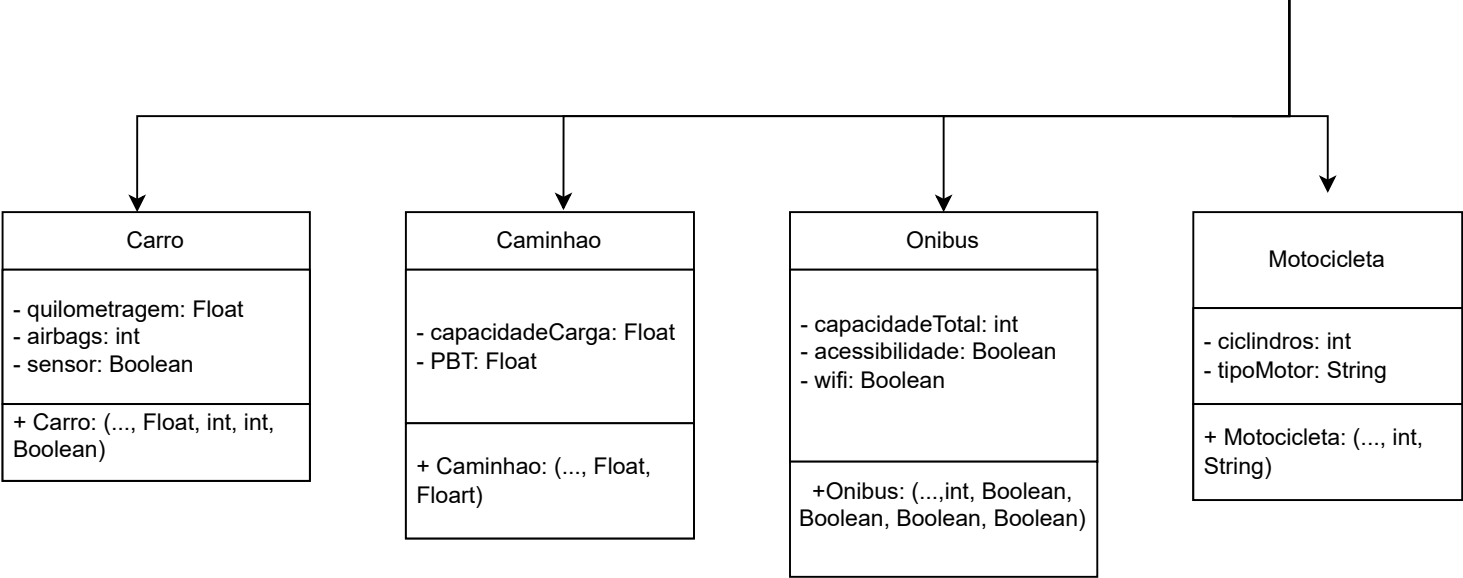 Carro
- quilometragem: Float
- airbags: int
- sensor: Boolean
+ Carro: (..., Float, int, int,
Boolean)
Caminhao
- capacidadeCarga: Float
- PBT: Float
+ Caminhao: (..., Float,
Floart)
Onibus
- capacidadeTotal: int
- acessibilidade: Boolean
- wifi: Boolean
+Onibus: (...,int, Boolean,
Boolean, Boolean, Boolean)
Motocicleta
- ciclindros: int
- tipoMotor: String
+ Motocicleta: (..., int,
String)